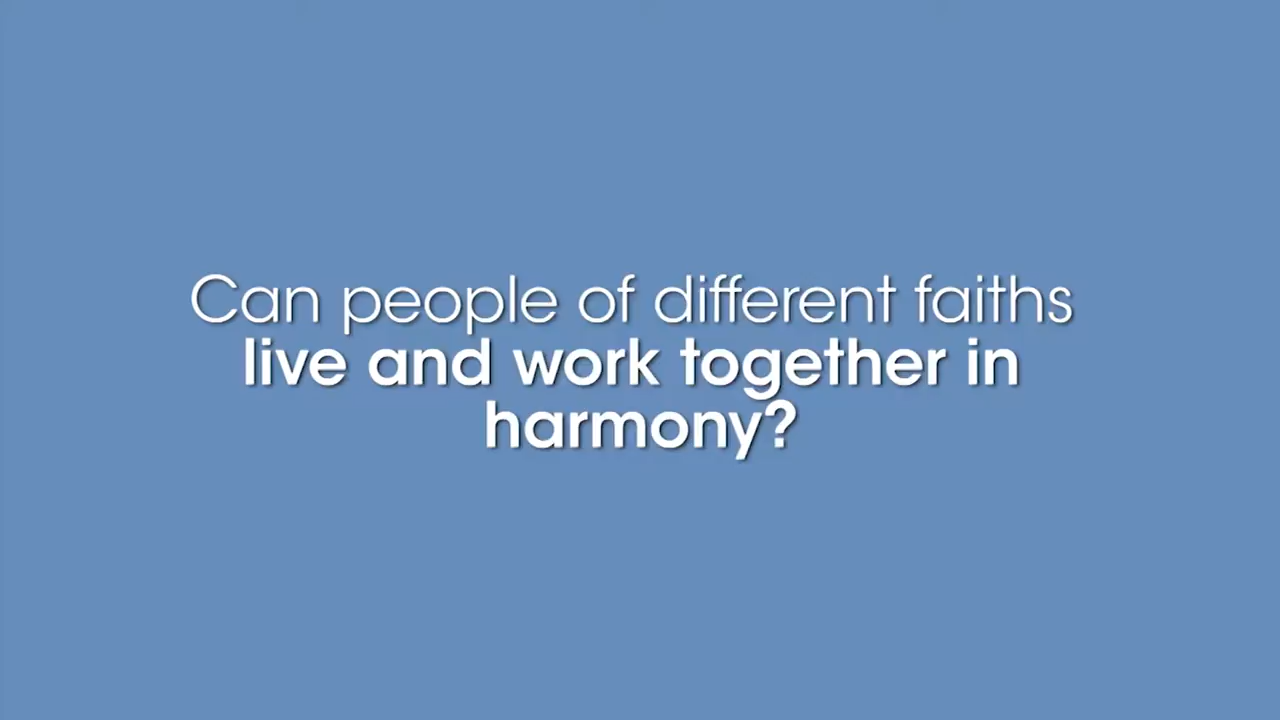 Can people of different faiths
live and work together in
harmony?